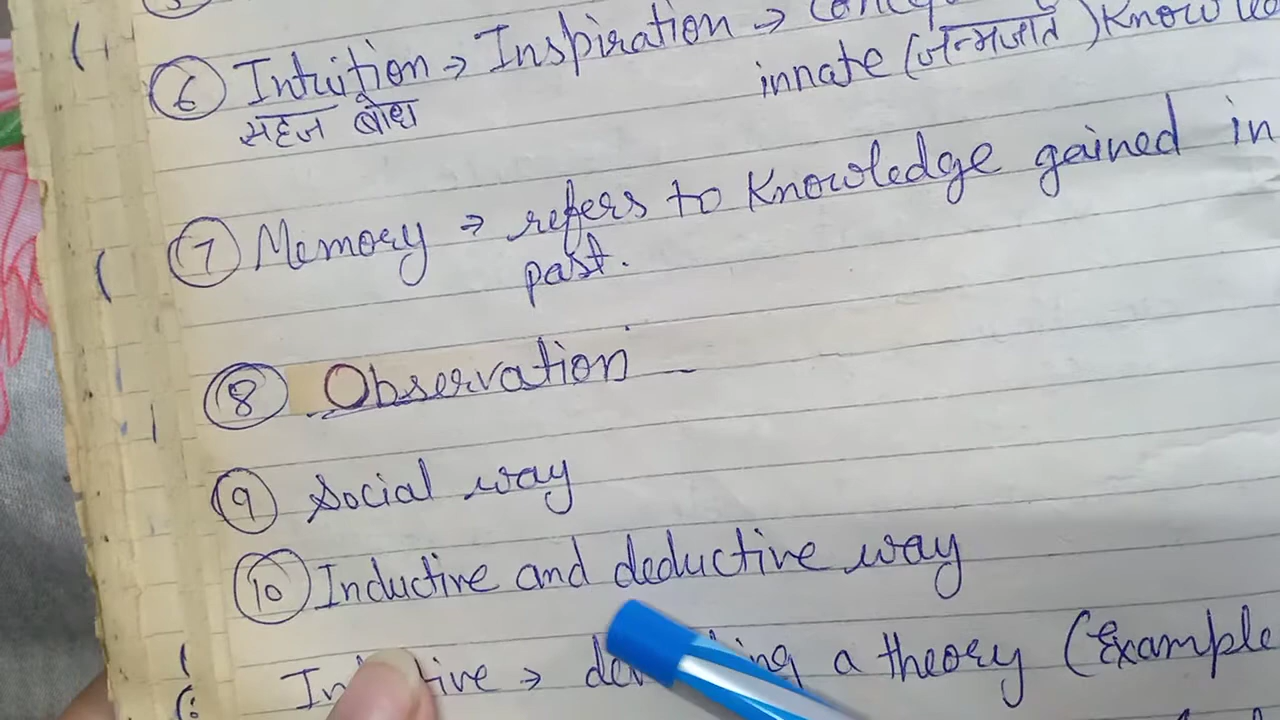 ⑥ Intuition → Inspiration →
सहज बोध innate (जन्मजात)
⑦ Memory → refers to Knowledge gained in
past.
⑧ Observation -
⑨ Social way
⑩ Inductive and deductive way
a theory (Example